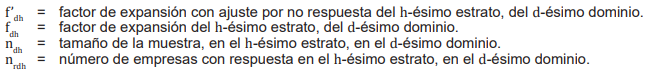 f'dh = factor de expansión con ajuste por no respuesta del h-ésimo estrato, del d-ésimo dominio.
fdh = factor de expansión del h-ésimo estrato, del d-ésimo dominio.
ndh = tamaño de la muestra, en el h-ésimo estrato, en el d-ésimo dominio.
nrdh = número de empresas con respuesta en el h-ésimo estrato, en el d-ésimo dominio.